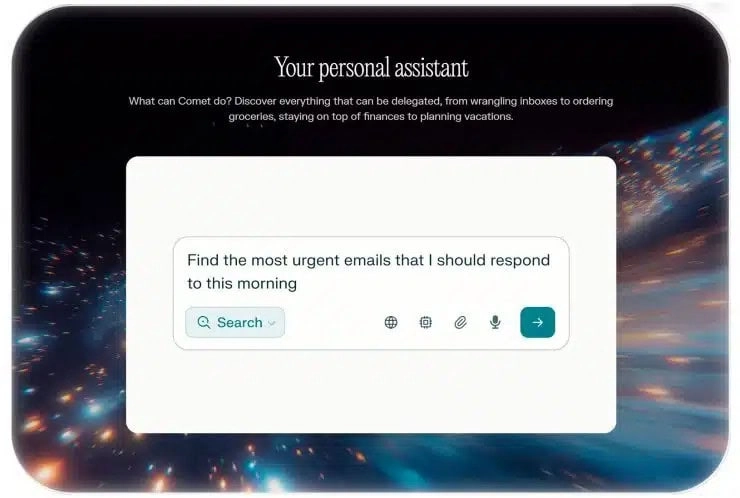 Your personal assistant
What can Comet do? Discover everything that can be delegated, from wrangling inboxes to ordering
groceries, staying on top of finances to planning vacations.
Find the most urgent emails that I should respond
to this morning
Search